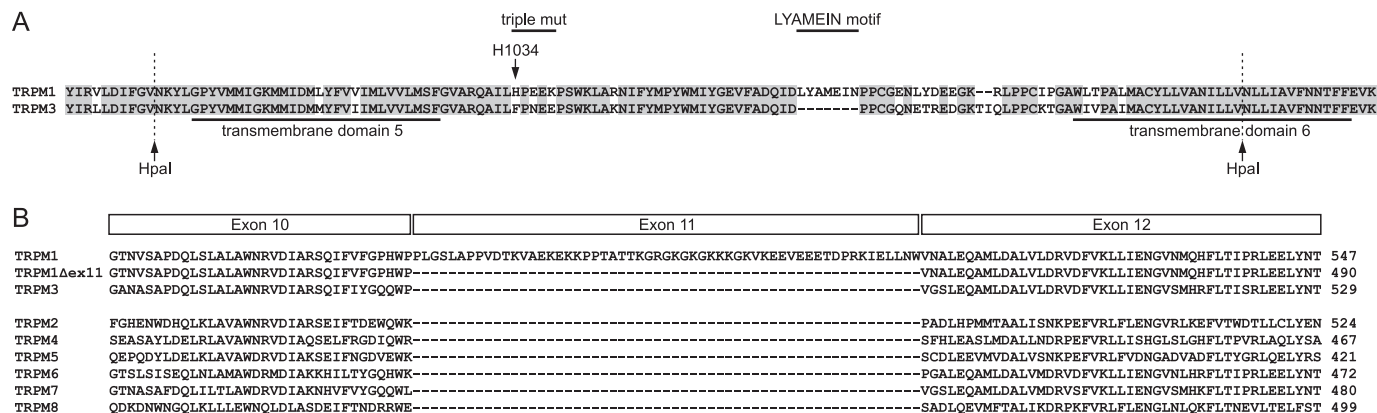 A
triple mut LYAMEIN motif
H1034
TRPM1 YIRVLDIFGVNKYLGPYVMMIGKMMIDMLYFVVIMLVVLMSFGVARQAILHPEEKPSWKLARNIFYMPYWMIYGEVFADQIDLYAMEINPPCGENLYDEEGK--RLPPCIPGAWLTPALMACYLLVANILLVNLLIAVFNNTFFEVK
TRPM3 YIRLLDIFGVNKYLGPYVMMIGKMMIDMMYFVIIMLVVLMSFGVARQAILFPNEEPSWKLAKNIFYMPYWMIYGEVFADQID-------PPCGQNETREDGKTIQLPPCKTGAWIVPALMACYLLVANILLVNLLIAVFNNTFFEVK
transmembrane domain 5 transmembrane domain 6
HpaI HpaI
B
Exon 10 Exon 11 Exon 12
TRPM1 GTNVSAPDQLSLALAWNRVDIARSQIFVFGPHWPPLGSLAPPVDTKVAEKEKKPPTATTKGRGKGKGKKKGKVKEEVEEETDPRKIELLNWVNALEQAMLDALVLDRVDFVKLLIENGVNMQHFLTIPRLEELYNT 547
TRPM1Δex11 GTNVSAPDQLSLALAWNRVDIARSQIFVFGPHWP---------------------------------------------------------VNALEQAMLDALVLDRVDFVKLLIENGVNMQHFLTIPRLEELYNT 490
TRPM3 GANASAPDQLSLALAWNRVDIARSQIFIYGQQWP---------------------------------------------------------VGSLEQAMLDALVLDRVDFVKLLIENGVSMHRFLTISRLEELYNT 529
TRPM2 FGHENWDHQLKLAVAWNRVDIARSEIFTDEWQWK---------------------------------------------------------PADLHPMMTAALISNKPEFVRLFLENGVRLKEFVTWDTLLCLYEN 524
TRPM4 SEASAYLDELRLAVAWNRVDIAQSELFRGDIQWR---------------------------------------------------------SFHLEASLMDALLNDRPEFVRLLISHGLSLGHFLTPVRLAQLYSA 467
TRPM5 QEPQDYLDELKLAVAWDRVDIAKSEIFNGDVEWK---------------------------------------------------------SCDLEEVMVDALVSNKPEFVRLFVDNGADVADFLTYGRLQELYRS 421
TRPM6 GTSLSISEQLNLAMAWDRMDIAKKHILTYGQHWK---------------------------------------------------------PGALEQAMLDALVMDRVDFVKLLIENGVNLHRFLTIPRLEELYNT 472
TRPM7 GTNASAFDQLILTLAWDRVDIAKNHVFVYGQQWL---------------------------------------------------------VGSLEQAMLDALVMDRVSFVKLLIENGVSMHKFLTIPRLEELYNT 480
TRPM8 QDKDNWNGQLKLLLEWNQLDLASDEIFTNDRRWE---------------------------------------------------------SADLQEVMFTALIKDRPKFVRLFLENGLNLQKFLTNEVLTELFST 499